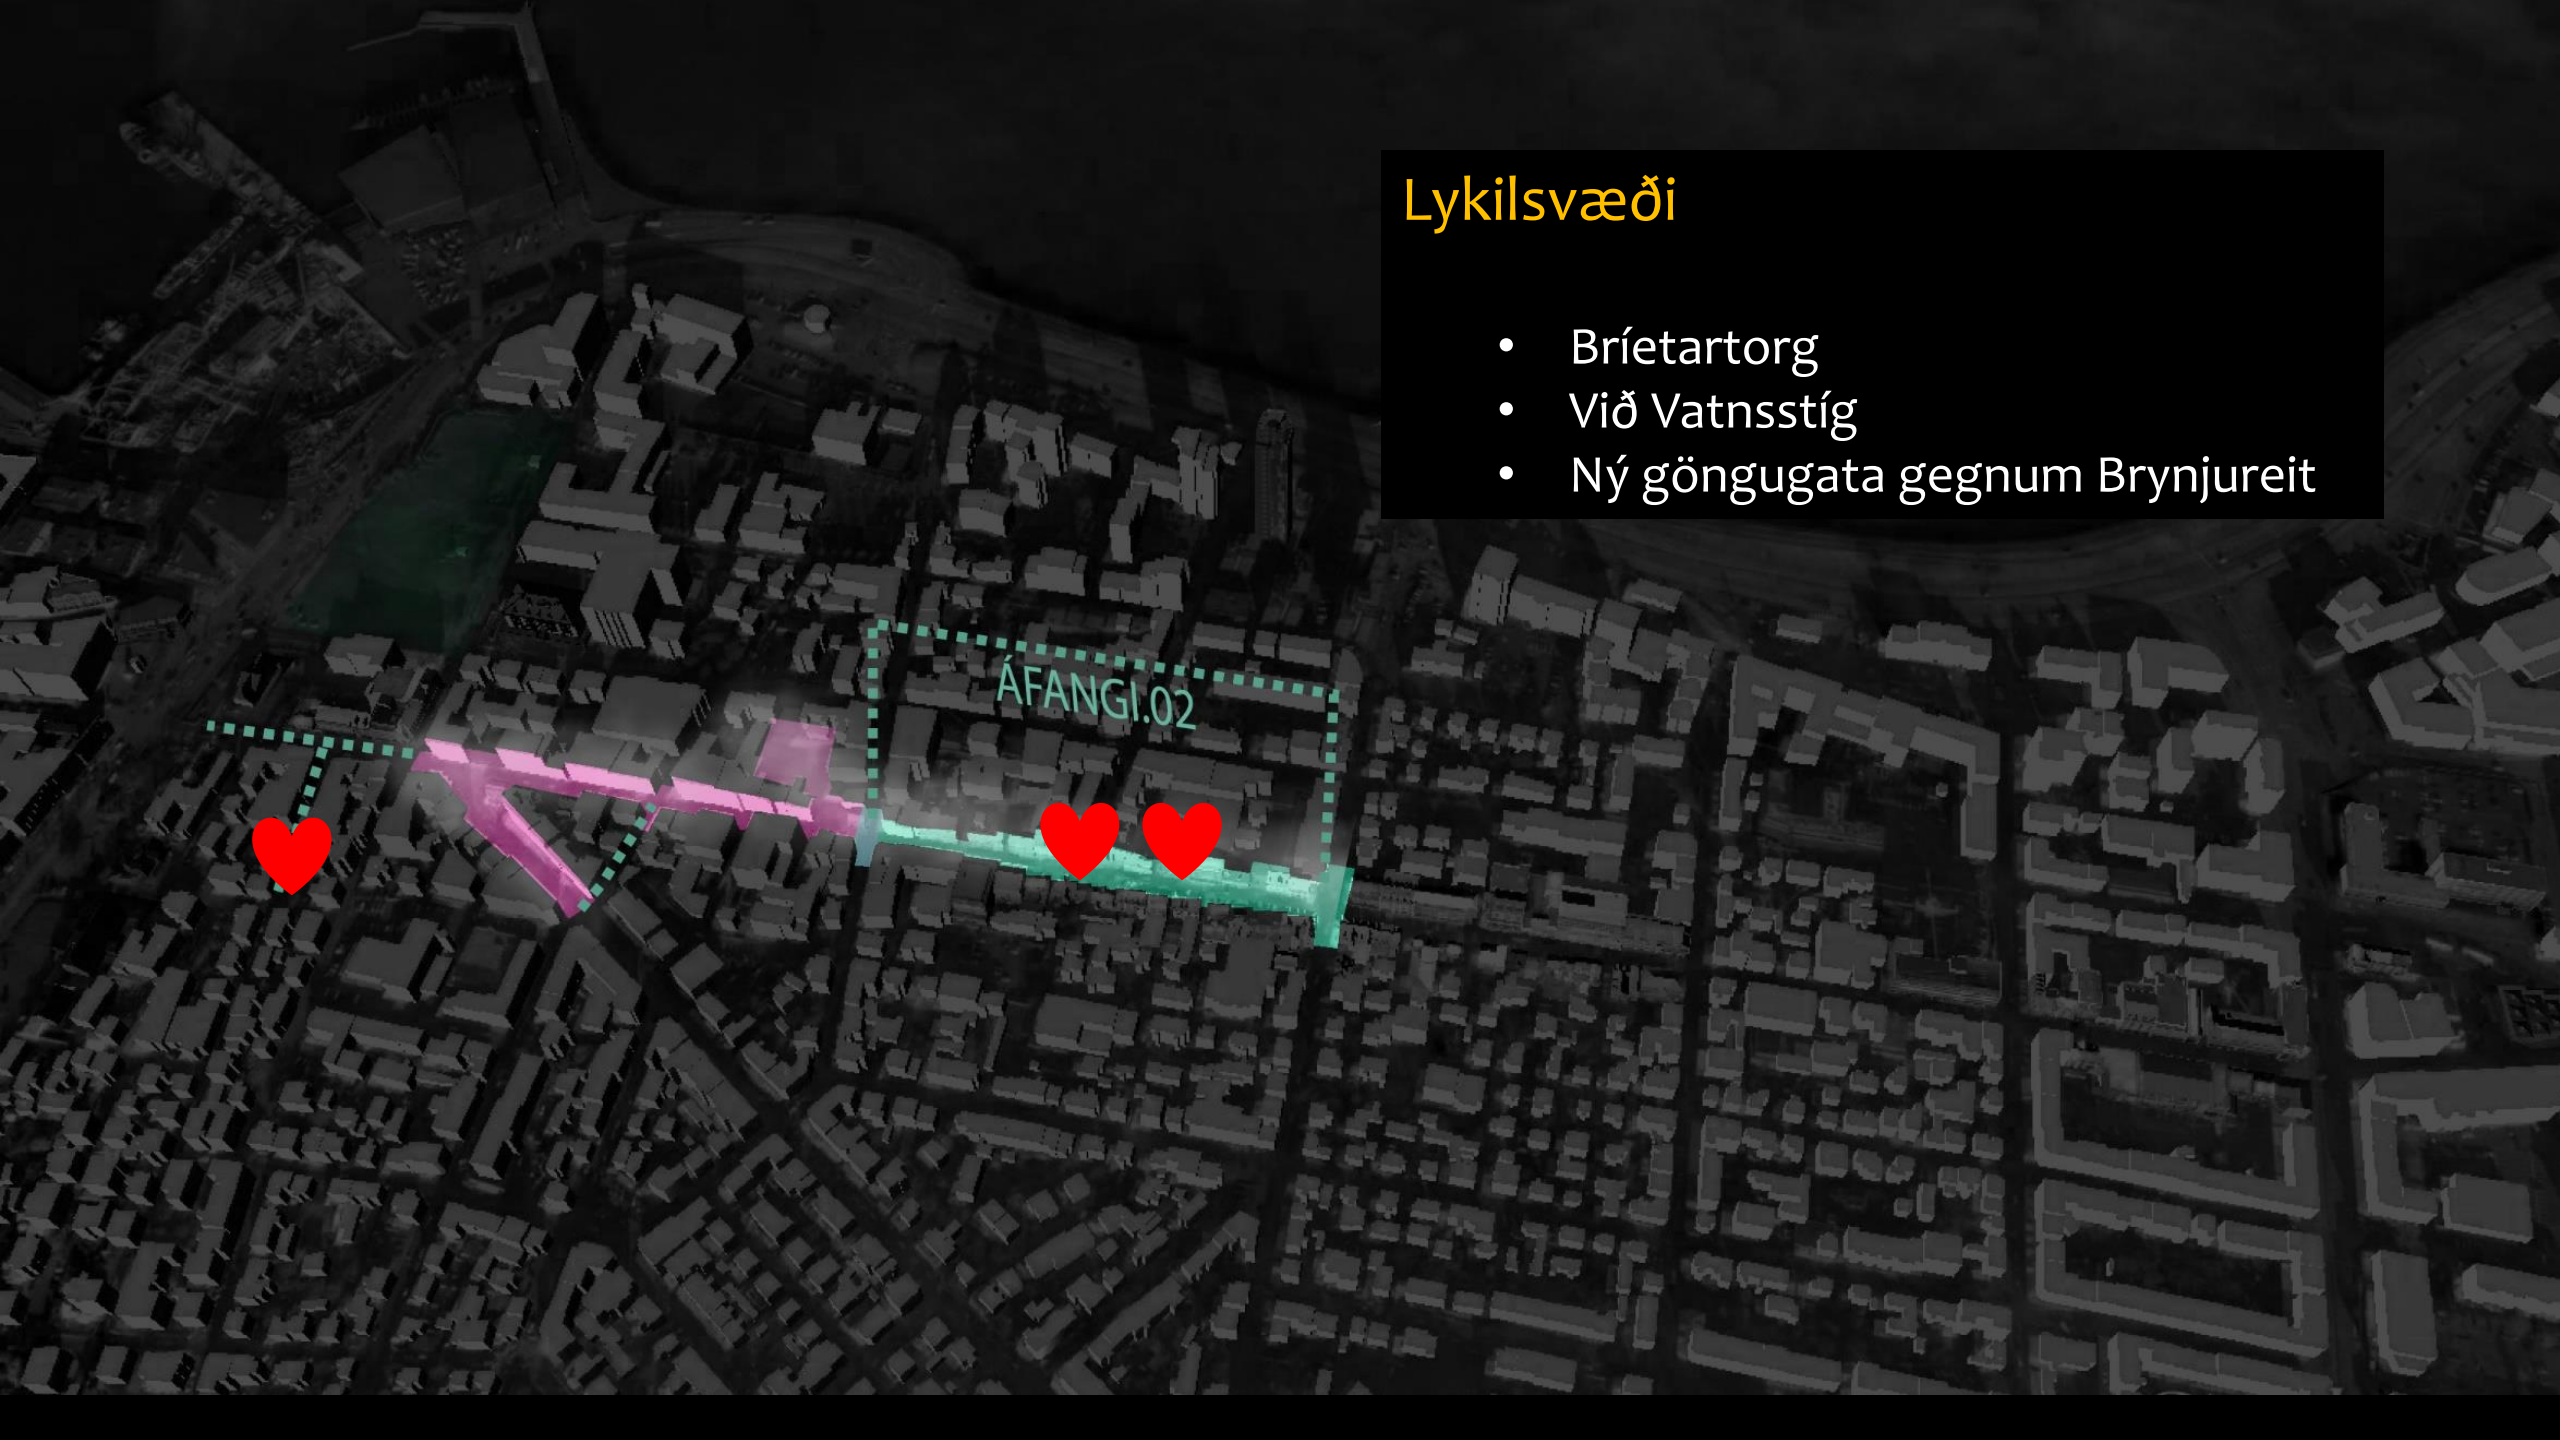 Lykilsvæði
• Bríetartorg
• Við Vatnsstíg
• Ný göngugata gegnum Brynjureit
ÁFANGI.02